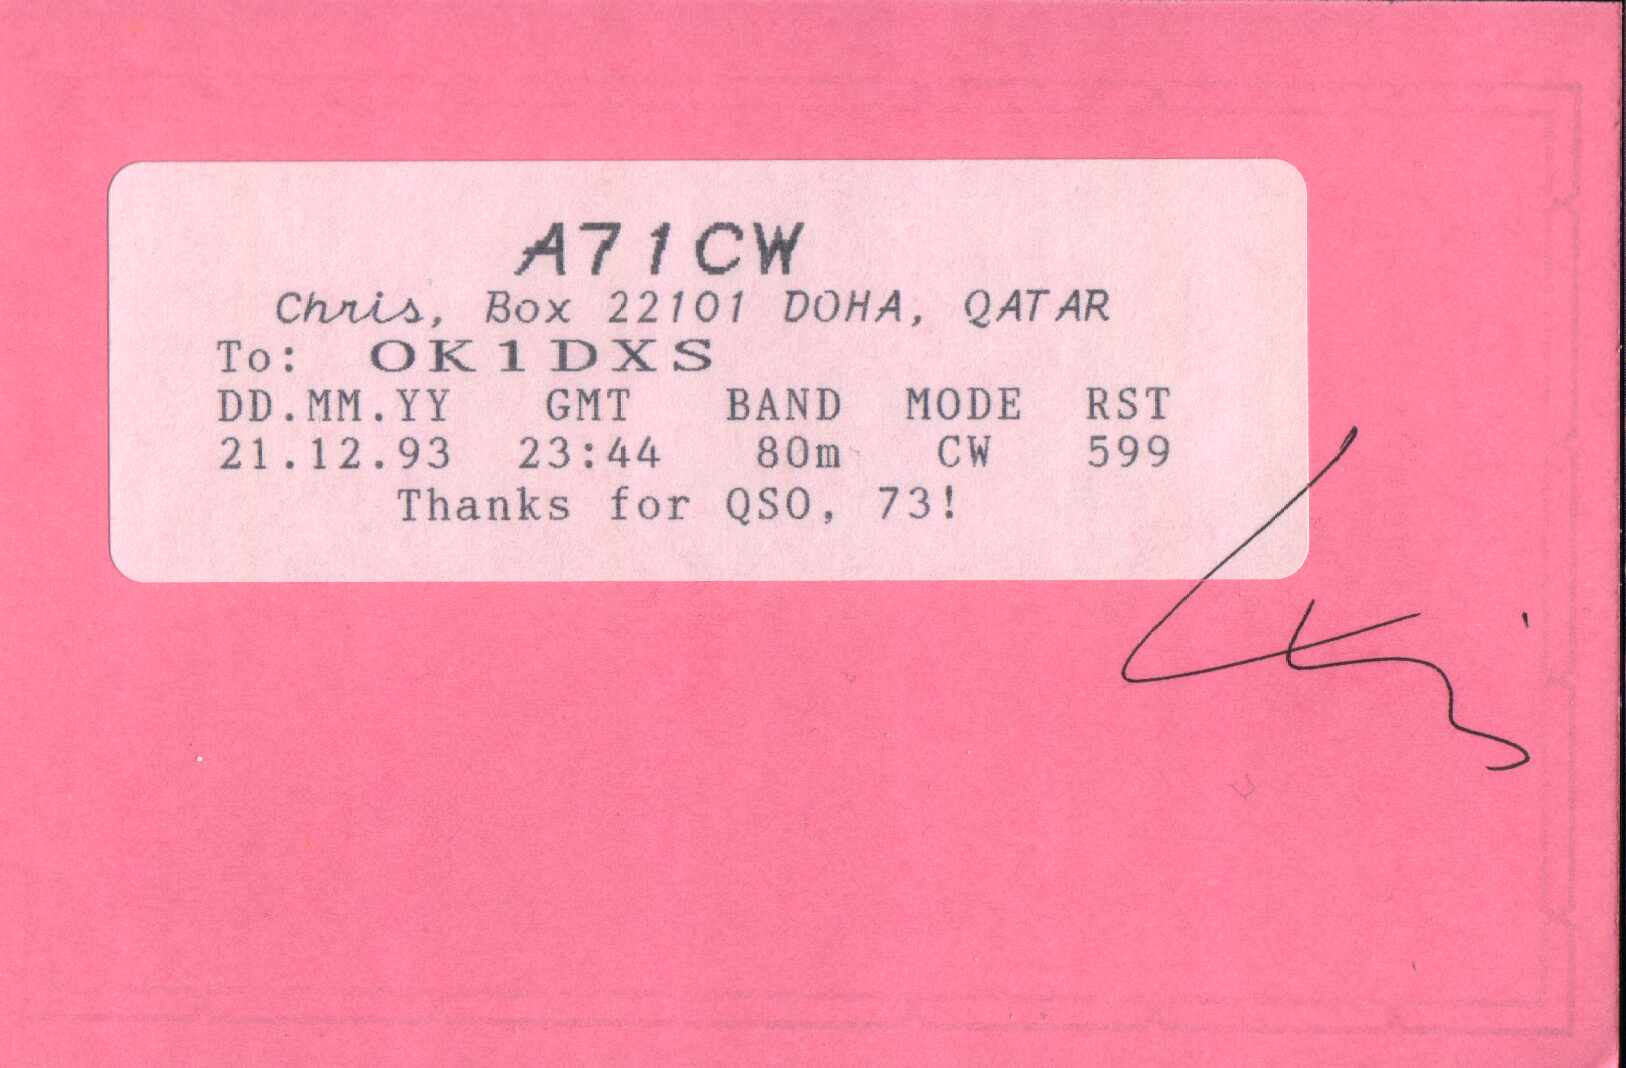 A71CW
Chris, Box 22101 DOHA, QATAR
To: OK1DXS
DD.MM.YY GMT BAND MODE RST
21.12.93 23:44 80m CW 599
Thanks for QSO, 73!